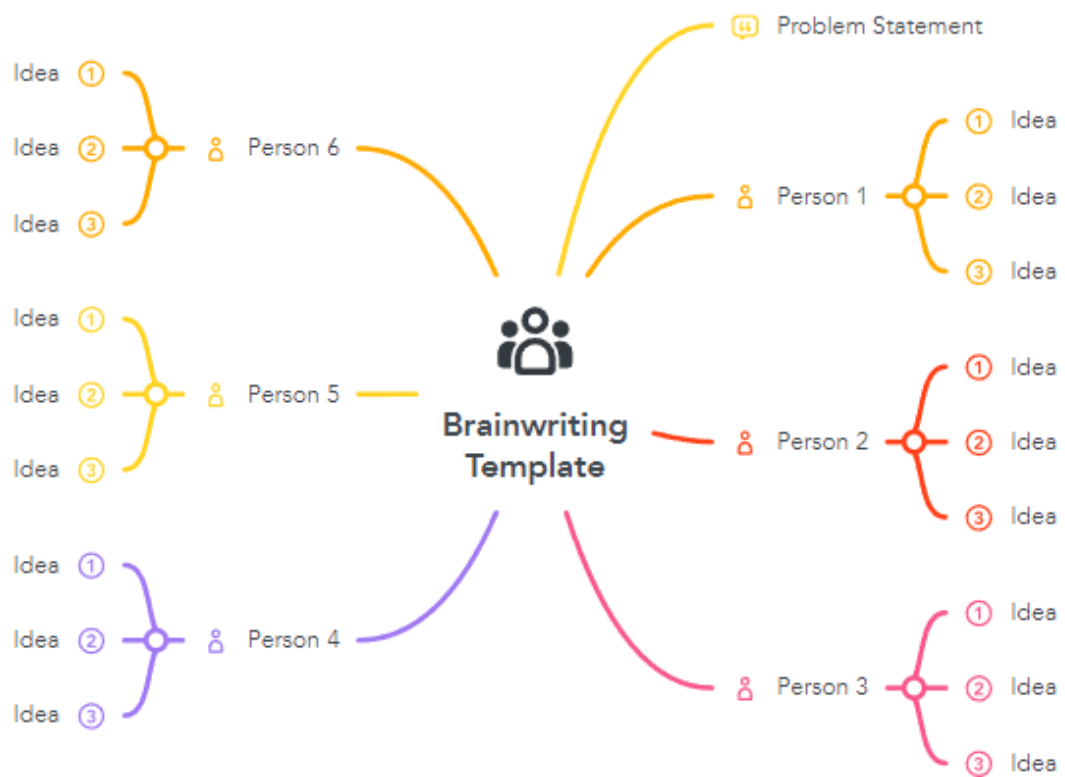 Problem Statement
Person 1
1 Idea
2 Idea
3 Idea
Person 2
1 Idea
2 Idea
3 Idea
Person 3
1 Idea
2 Idea
3 Idea
Person 4
Idea 1
Idea 2
Idea 3
Person 5
Idea 1
Idea 2
Idea 3
Person 6
Idea 1
Idea 2
Idea 3
Brainwriting
Template